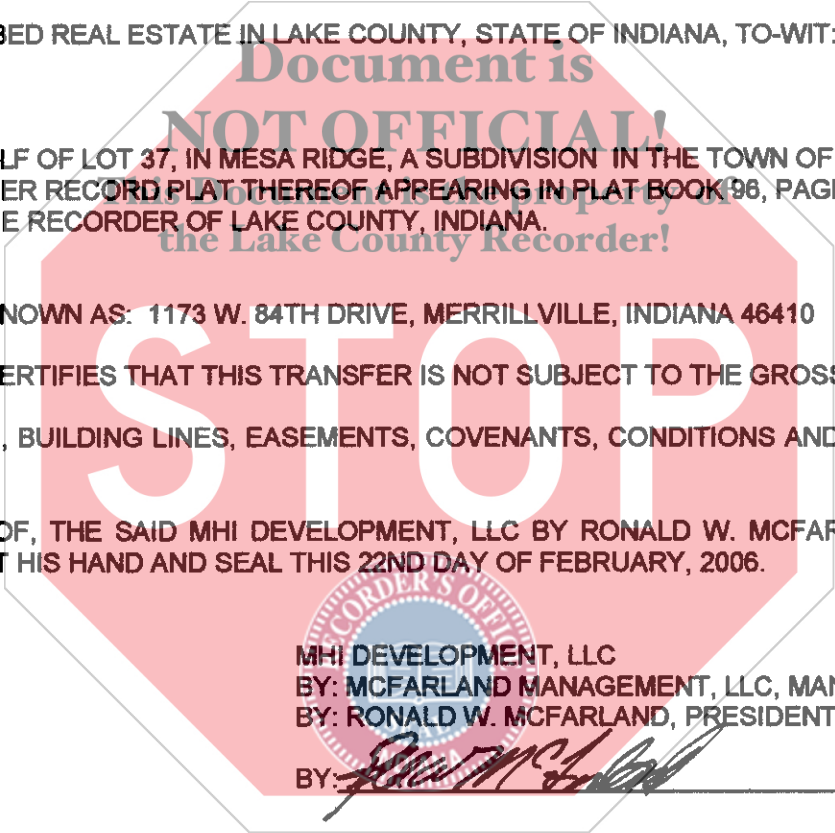 BED REAL ESTATE IN LAKE COUNTY, STATE OF INDIANA, TO-WIT:
Document is
NOT OFFICIAL!
LF OF LOT 37, IN MESA RIDGE, A SUBDIVISION IN THE TOWN OF
ER RECORD PLAT THEREOF APPEARING IN PLAT BOOK 96, PAGE
This Document is the property of
E RECORDER OF LAKE COUNTY, INDIANA.
the Lake County Recorder!
NOWN AS: 1173 W. 84TH DRIVE, MERRILLVILLE, INDIANA 46410
STOP
ERTIFIES THAT THIS TRANSFER IS NOT SUBJECT TO THE GROSS
, BUILDING LINES, EASEMENTS, COVENANTS, CONDITIONS AND
OF, THE SAID MHI DEVELOPMENT, LLC BY RONALD W. MCFAR
T HIS HAND AND SEAL THIS 22ND DAY OF FEBRUARY, 2006.
RECORDER'S OFFICE
MHI DEVELOPMENT, LLC
BY: MCFARLAND MANAGEMENT, LLC, MAN
BY: RONALD W. MCFARLAND, PRESIDENT
SEAL
INDIANA
BY: